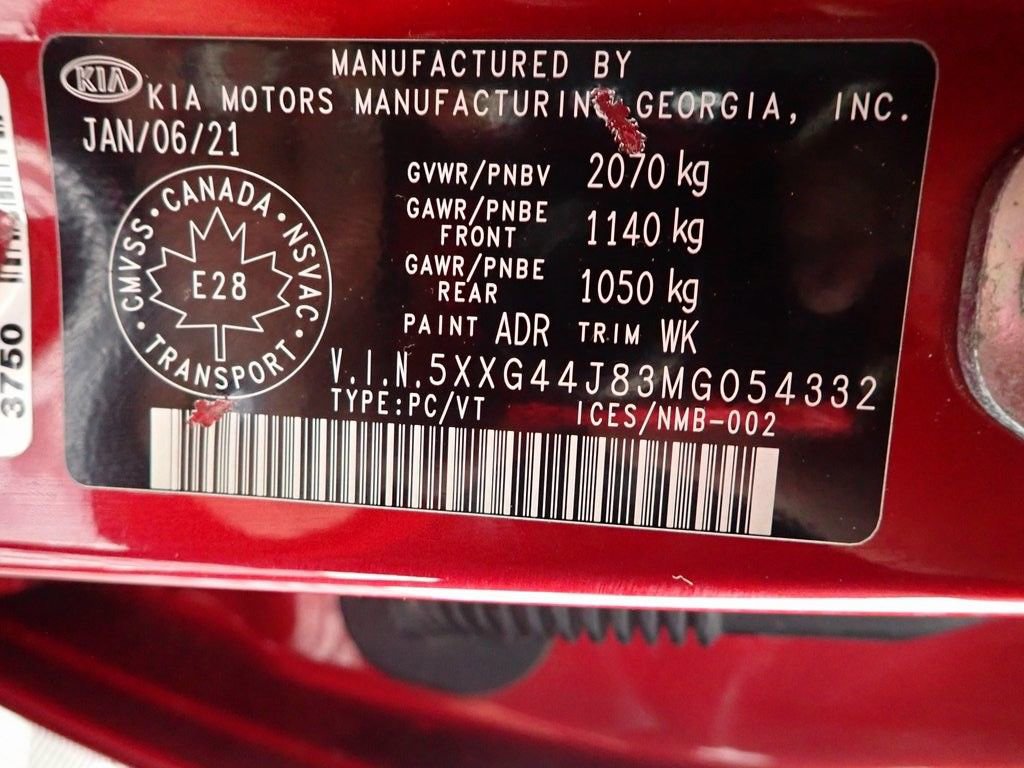 KIA
MANUFACTURED BY
KIA MOTORS MANUFACTURING GEORGIA, INC.
JAN/06/21
GVWR/PNBV 2070 kg
GAWR/PNBE FRONT 1140 kg
GAWR/PNBE REAR 1050 kg
PAINT ADR TRIM WK
V.I.N.5XXG44J83MG054332
TYPE:PC/VT ICES/NMB-002
CANADA • NSVAC • TRANSPORT • CMVSS •
E28
3750